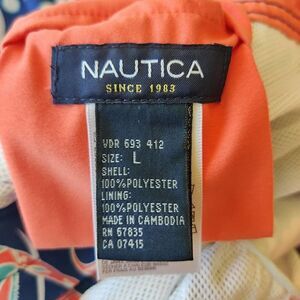 NAUTICA
SINCE 1983
VDR 693 412
SIZE: L
SHELL:
100%POLYESTER
LINING:
100%POLYESTER
MADE IN CAMBODIA
RN 67835
CA 07415